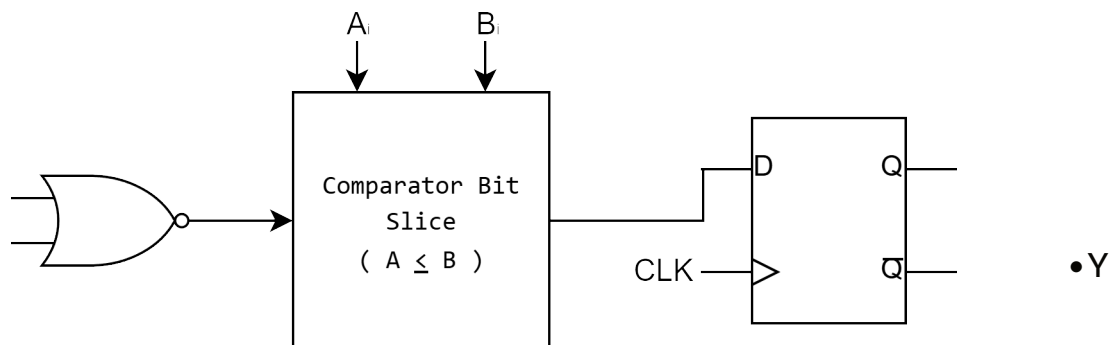 Aᵢ
Bᵢ
Comparator Bit
Slice
( A ≤ B )
D
Q
CLK
Q̅
Y